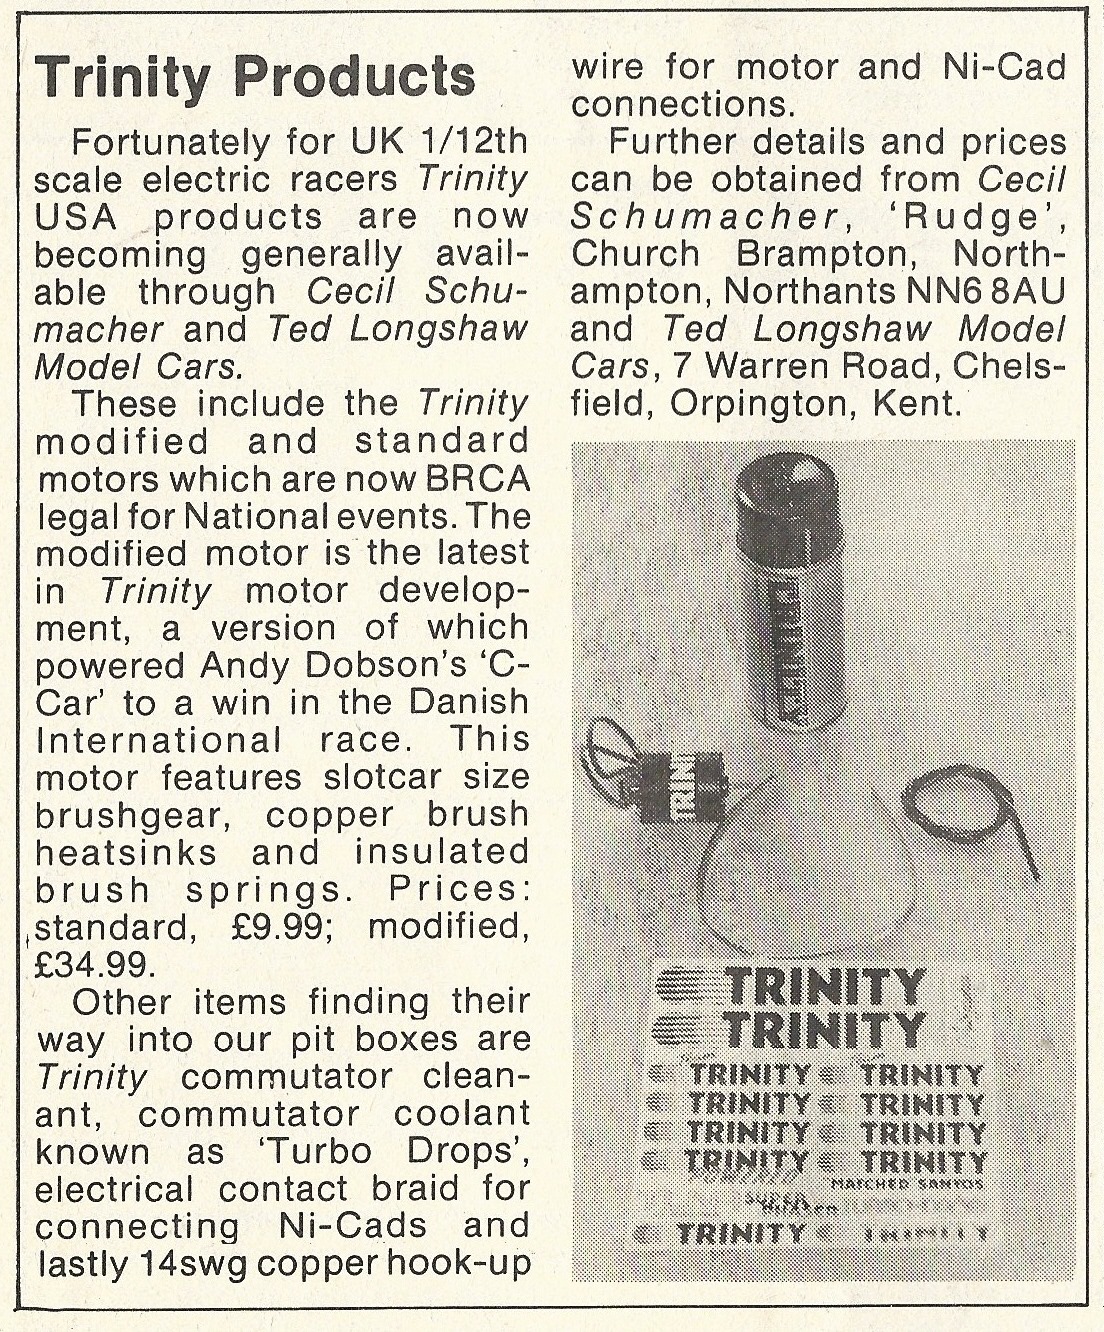 Trinity Products
Fortunately for UK 1/12th
scale electric racers Trinity
USA products are now
becoming generally avail-
able through Cecil Schu-
macher and Ted Longshaw
Model Cars.
These include the Trinity
modified and standard
motors which are now BRCA
legal for National events. The
modified motor is the latest
in Trinity motor develop-
ment, a version of which
powered Andy Dobson's 'C-
Car' to a win in the Danish
International race. This
motor features slotcar size
brushgear, copper brush
heatsinks and insulated
brush springs. Prices:
standard, £9.99; modified,
£34.99.
Other items finding their
way into our pit boxes are
Trinity commutator clean-
ant, commutator coolant
known as 'Turbo Drops',
electrical contact braid for
connecting Ni-Cads and
lastly 14swg copper hook-up
wire for motor and Ni-Cad
connections.
Further details and prices
can be obtained from Cecil
Schumacher, 'Rudge',
Church Brampton, North-
ampton, Northants NN6 8AU
and Ted Longshaw Model
Cars, 7 Warren Road, Chels-
field, Orpington, Kent.
TRINITY
TRINITY
TRINITY
TRINITY
TRINITY TRINITY
TRINITY TRINITY
TRINITY TRINITY
TRINITY TRINITY
POWERED MATCHED SANYOS
SUPER
TRINITY TRINITY